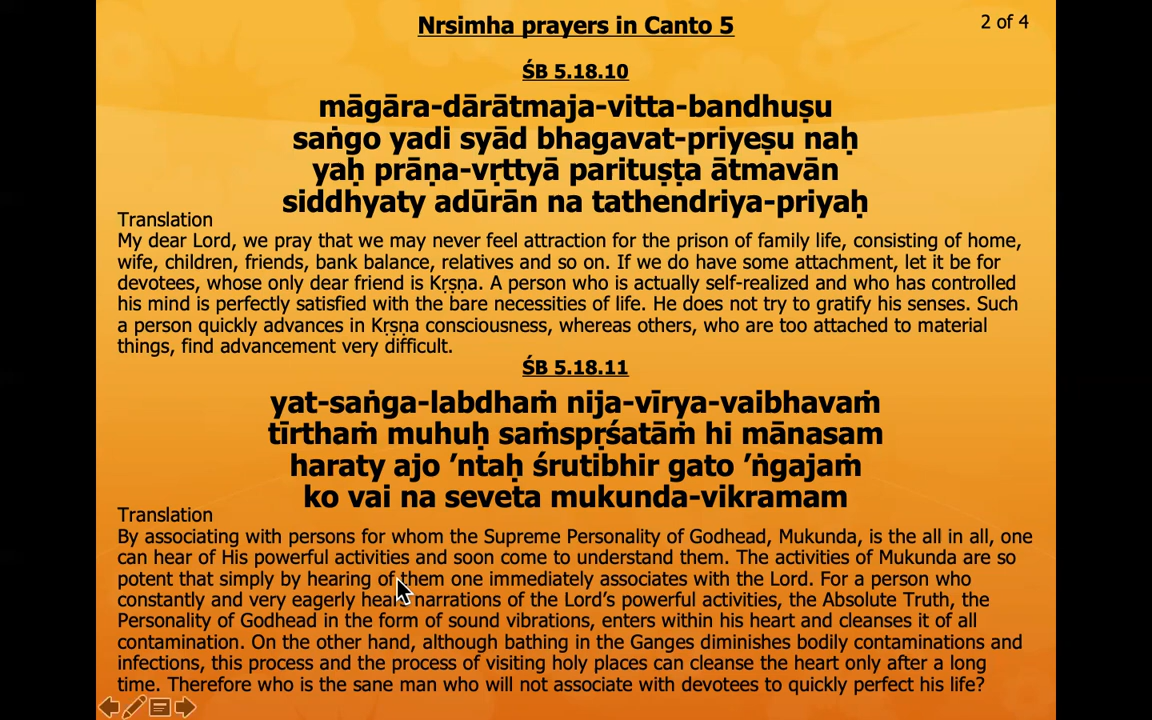 Nrsimha prayers in Canto 5
2 of 4
ŚB 5.18.10
māgāra-dārātmaja-vitta-bandhuṣu
saṅgo yadi syād bhagavat-priyeṣu naḥ
yaḥ prāṇa-vṛttyā parituṣṭa ātmavān
siddhyaty adūrān na tathendriya-priyaḥ
Translation
My dear Lord, we pray that we may never feel attraction for the prison of family life, consisting of home,
wife, children, friends, bank balance, relatives and so on. If we do have some attachment, let it be for
devotees, whose only dear friend is Kṛṣṇa. A person who is actually self-realized and who has controlled
his mind is perfectly satisfied with the bare necessities of life. He does not try to gratify his senses. Such
a person quickly advances in Kṛṣṇa consciousness, whereas others, who are too attached to material
things, find advancement very difficult.
ŚB 5.18.11
yat-saṅga-labdhaṁ nija-vīrya-vaibhavaṁ
tīrthaṁ muhuḥ saṁspṛśatāṁ hi mānasam
haraty ajo ’ntaḥ śrutibhir gato ’ṅgajaṁ
ko vai na seveta mukunda-vikramam
Translation
By associating with persons for whom the Supreme Personality of Godhead, Mukunda, is the all in all, one
can hear of His powerful activities and soon come to understand them. The activities of Mukunda are so
potent that simply by hearing of them one immediately associates with the Lord. For a person who
constantly and very eagerly hears narrations of the Lord’s powerful activities, the Absolute Truth, the
Personality of Godhead in the form of sound vibrations, enters within his heart and cleanses it of all
contamination. On the other hand, although bathing in the Ganges diminishes bodily contaminations and
infections, this process and the process of visiting holy places can cleanse the heart only after a long
time. Therefore who is the sane man who will not associate with devotees to quickly perfect his life?